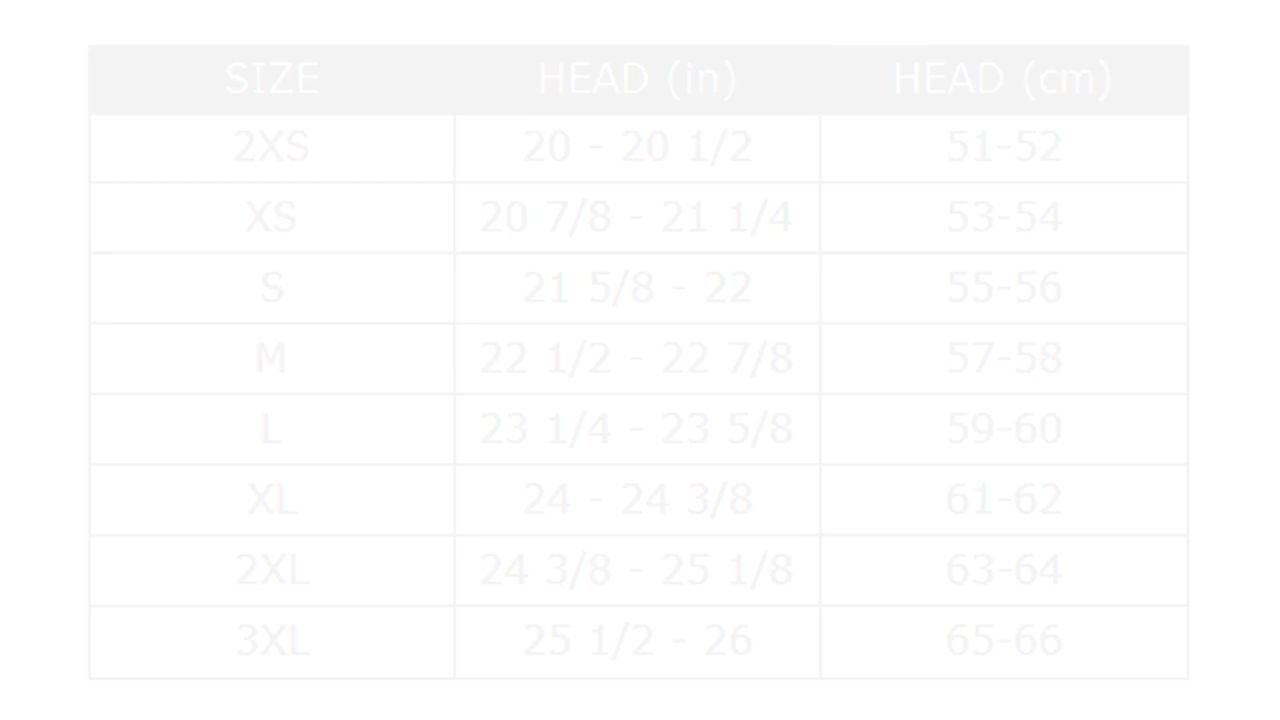 SIZE HEAD (in) HEAD (cm)
2XS 20 - 20 1/2 51-52
XS 20 7/8 - 21 1/4 53-54
S 21 5/8 - 22 55-56
M 22 1/2 - 22 7/8 57-58
L 23 1/4 - 23 5/8 59-60
XL 24 - 24 3/8 61-62
2XL 24 3/8 - 25 1/8 63-64
3XL 25 1/2 - 26 65-66